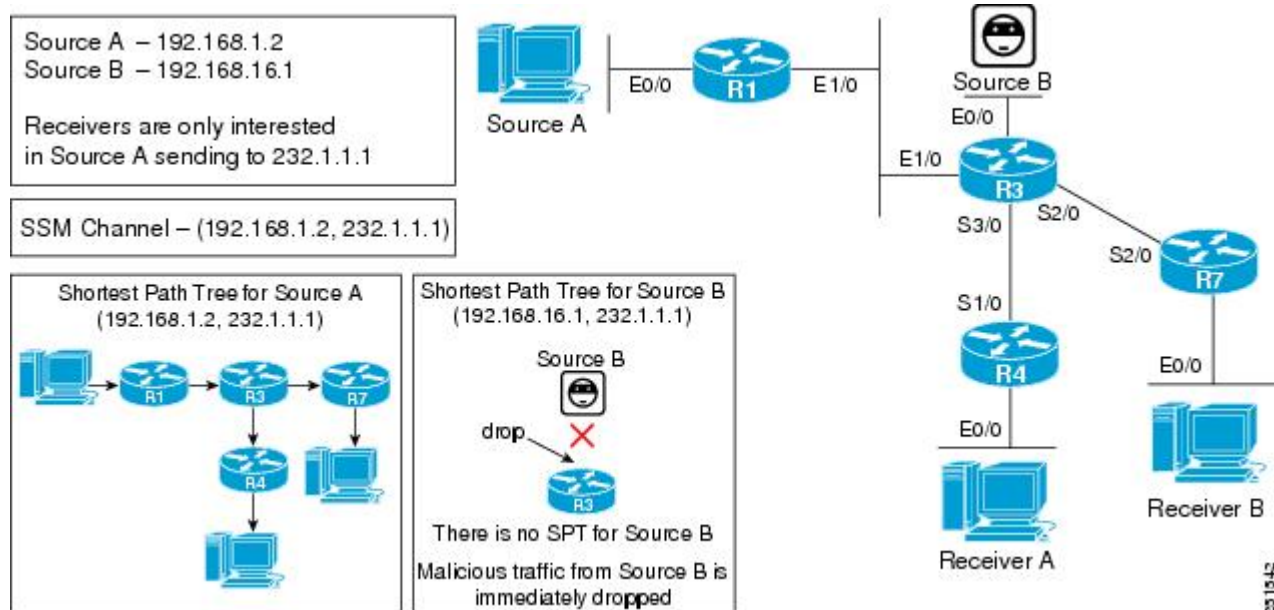 Source A – 192.168.1.2
Source B – 192.168.16.1
Receivers are only interested
in Source A sending to 232.1.1.1
SSM Channel – (192.168.1.2, 232.1.1.1)
Shortest Path Tree for Source A
(192.168.1.2, 232.1.1.1)
R1
R3
R7
R4
Shortest Path Tree for Source B
(192.168.16.1, 232.1.1.1)
Source B
drop
R3
There is no SPT for Source B
Malicious traffic from Source B is
immediately dropped
Source A
E0/0
R1
E1/0
Source B
E0/0
E1/0
R3
S3/0
S2/0
S2/0
R7
S1/0
R4
E0/0
E0/0
Receiver A
Receiver B